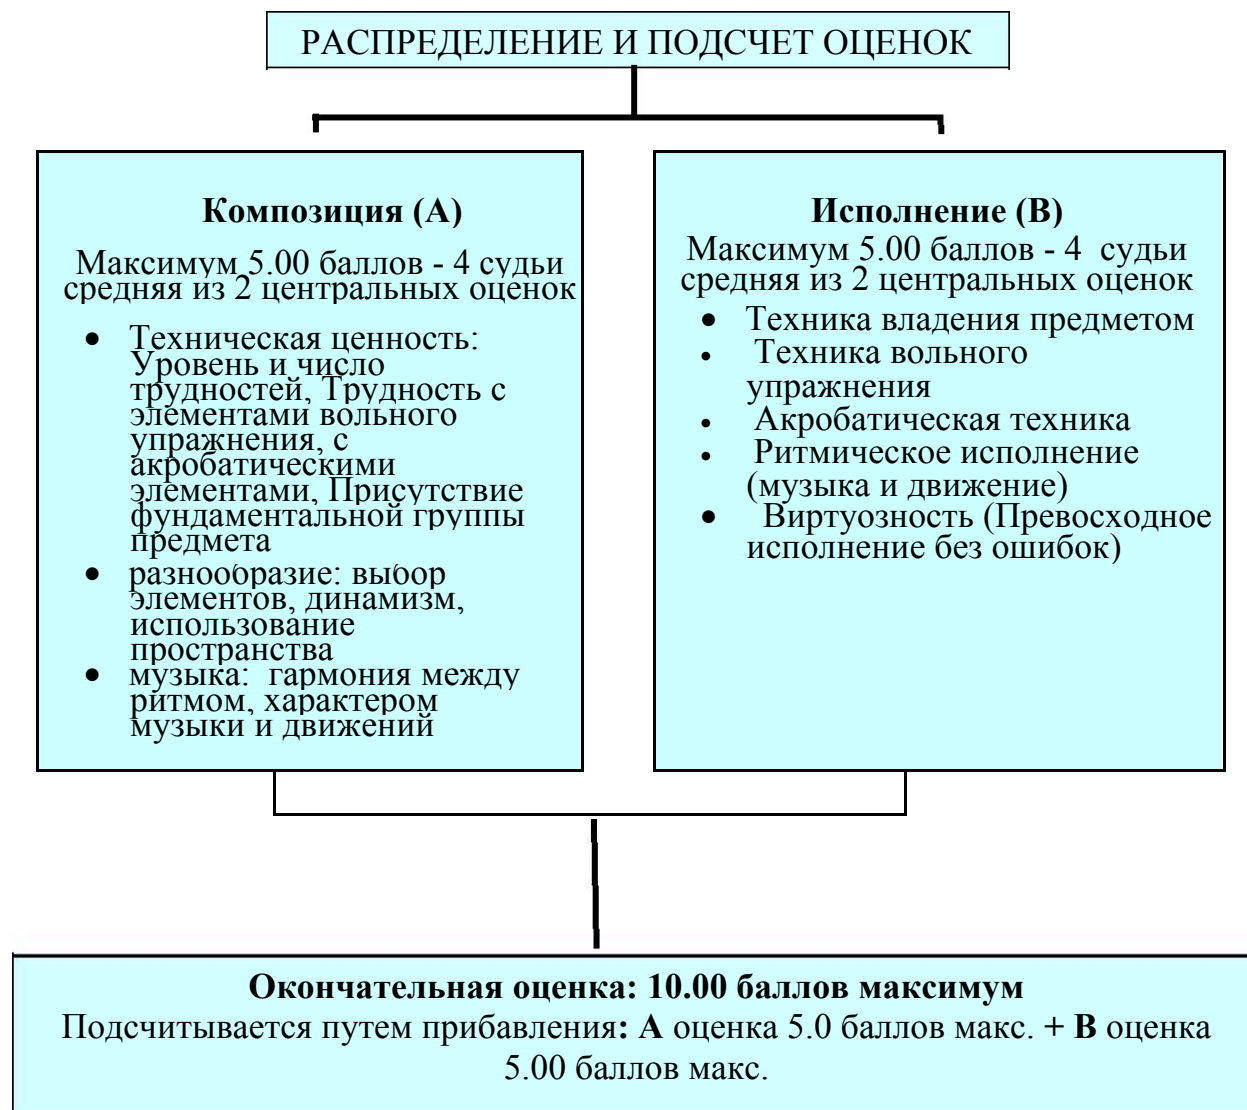 РАСПРЕДЕЛЕНИЕ И ПОДСЧЕТ ОЦЕНОК
Композиция (А)
Максимум 5.00 баллов - 4 судьи
средняя из 2 центральных оценок
• Техническая ценность:
Уровень и число
трудностей, Трудность с
элементами вольного
упражнения, с
акробатическими
элементами, Присутствие
фундаментальной группы
предмета
• разнообразие: выбор
элементов, динамизм,
использование
пространства
• музыка: гармония между
ритмом, характером
музыки и движений
Исполнение (В)
Максимум 5.00 баллов - 4 судьи
средняя из 2 центральных оценок
• Техника владения предметом
• Техника вольного
упражнения
• Акробатическая техника
• Ритмическое исполнение
(музыка и движение)
• Виртуозность (Превосходное
исполнение без ошибок)
Окончательная оценка: 10.00 баллов максимум
Подсчитывается путем прибавления: А оценка 5.0 баллов макс. + В оценка
5.00 баллов макс.